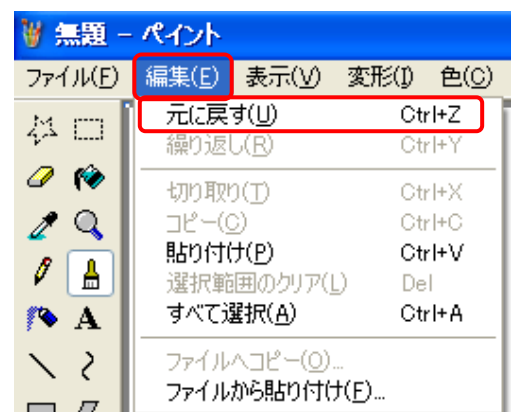 無題 - ペイント
ファイル(F) 編集(E) 表示(V) 変形(I) 色(C)
元に戻す(U) Ctrl+Z
繰り返し(R) Ctrl+Y
切り取り(T) Ctrl+X
コピー(C) Ctrl+C
貼り付け(P) Ctrl+V
選択範囲のクリア(L) Del
すべて選択(A) Ctrl+A
ファイルへコピー(O)...
ファイルから貼り付け(F)...
A